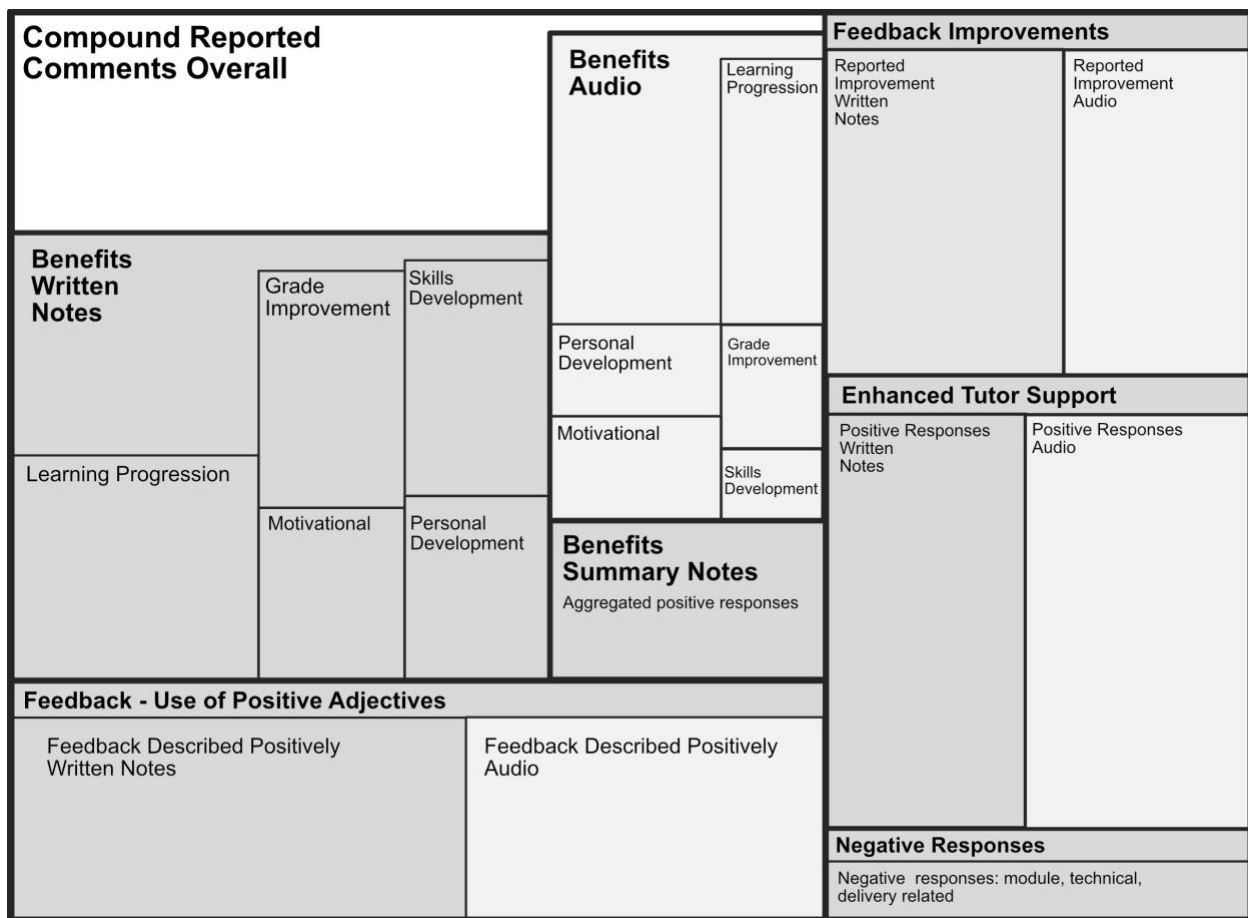 Compound Reported
Comments Overall
Benefits
Written
Notes
Grade
Improvement
Skills
Development
Learning Progression
Motivational
Personal
Development
Benefits
Audio
Learning
Progression
Personal
Development
Grade
Improvement
Motivational
Skills
Development
Benefits
Summary Notes
Aggregated positive responses
Feedback - Use of Positive Adjectives
Feedback Described Positively
Written Notes
Feedback Described Positively
Audio
Feedback Improvements
Reported
Improvement
Written
Notes
Reported
Improvement
Audio
Enhanced Tutor Support
Positive Responses
Written
Notes
Positive Responses
Audio
Negative Responses
Negative responses: module, technical,
delivery related